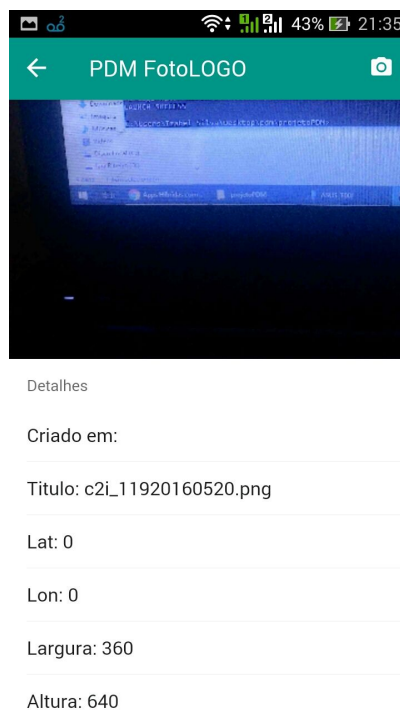 43% 21:35
PDM FotoLOGO
Detalhes
Criado em:
Titulo: c2i_11920160520.png
Lat: 0
Lon: 0
Largura: 360
Altura: 640